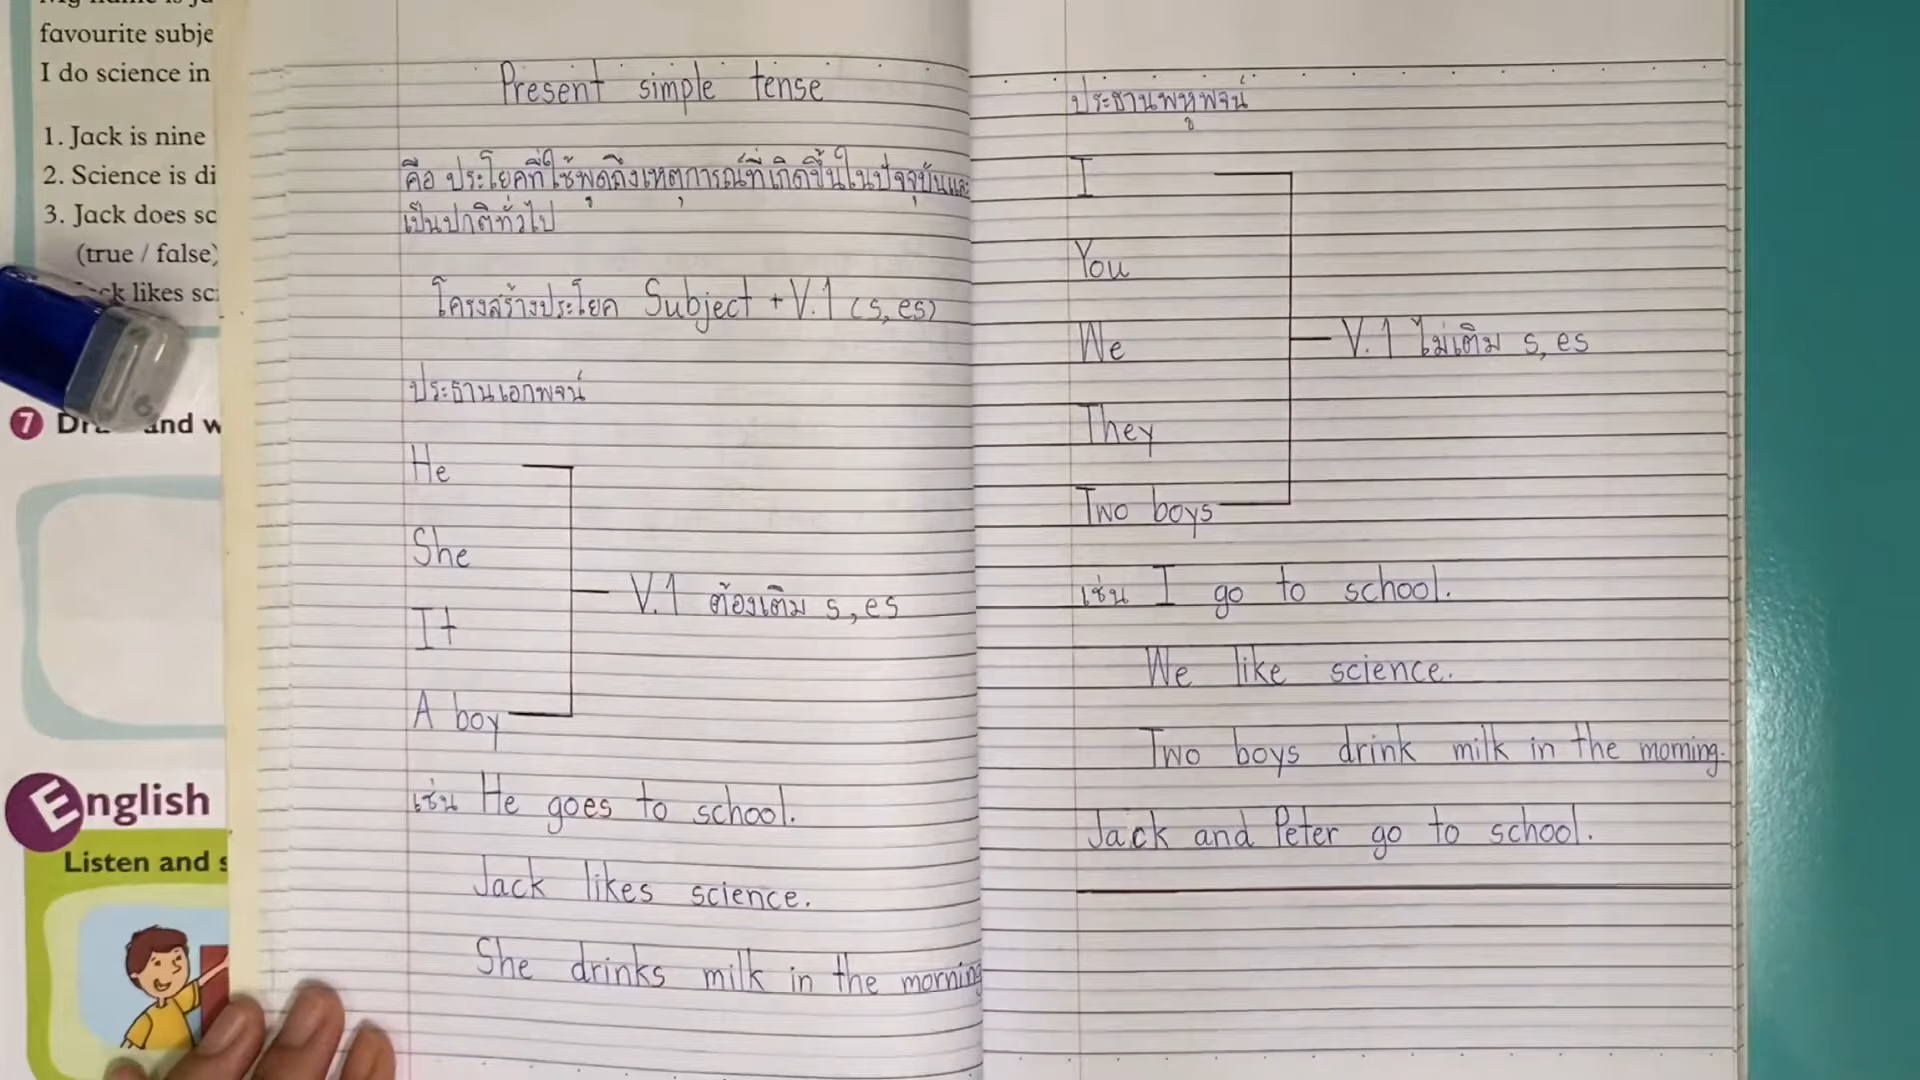 favourite subje
I do science in
1. Jack is nine
2. Science is di
3. Jack does sc
(true / false)
ck likes sc
7
and w
English
Listen and s
Present simple tense
คือ ประโยคที่ใช้พูดถึงเหตุการณ์ที่เกิดขึ้นในปัจจุบันและ
เป็นปกติทั่วไป
โครงสร้างประโยค Subject + V.1 (s, es)
ประธานเอกพจน์
He
She
It
A boy
V.1 ต้องเติม s, es
เช่น He goes to school.
Jack likes science.
She drinks milk in the morning
ประธานพหูพจน์
I
You
We
They
Two boys
V.1 ไม่เติม s, es
เช่น I go to school.
We like science.
Two boys drink milk in the morning.
Jack and Peter go to school.